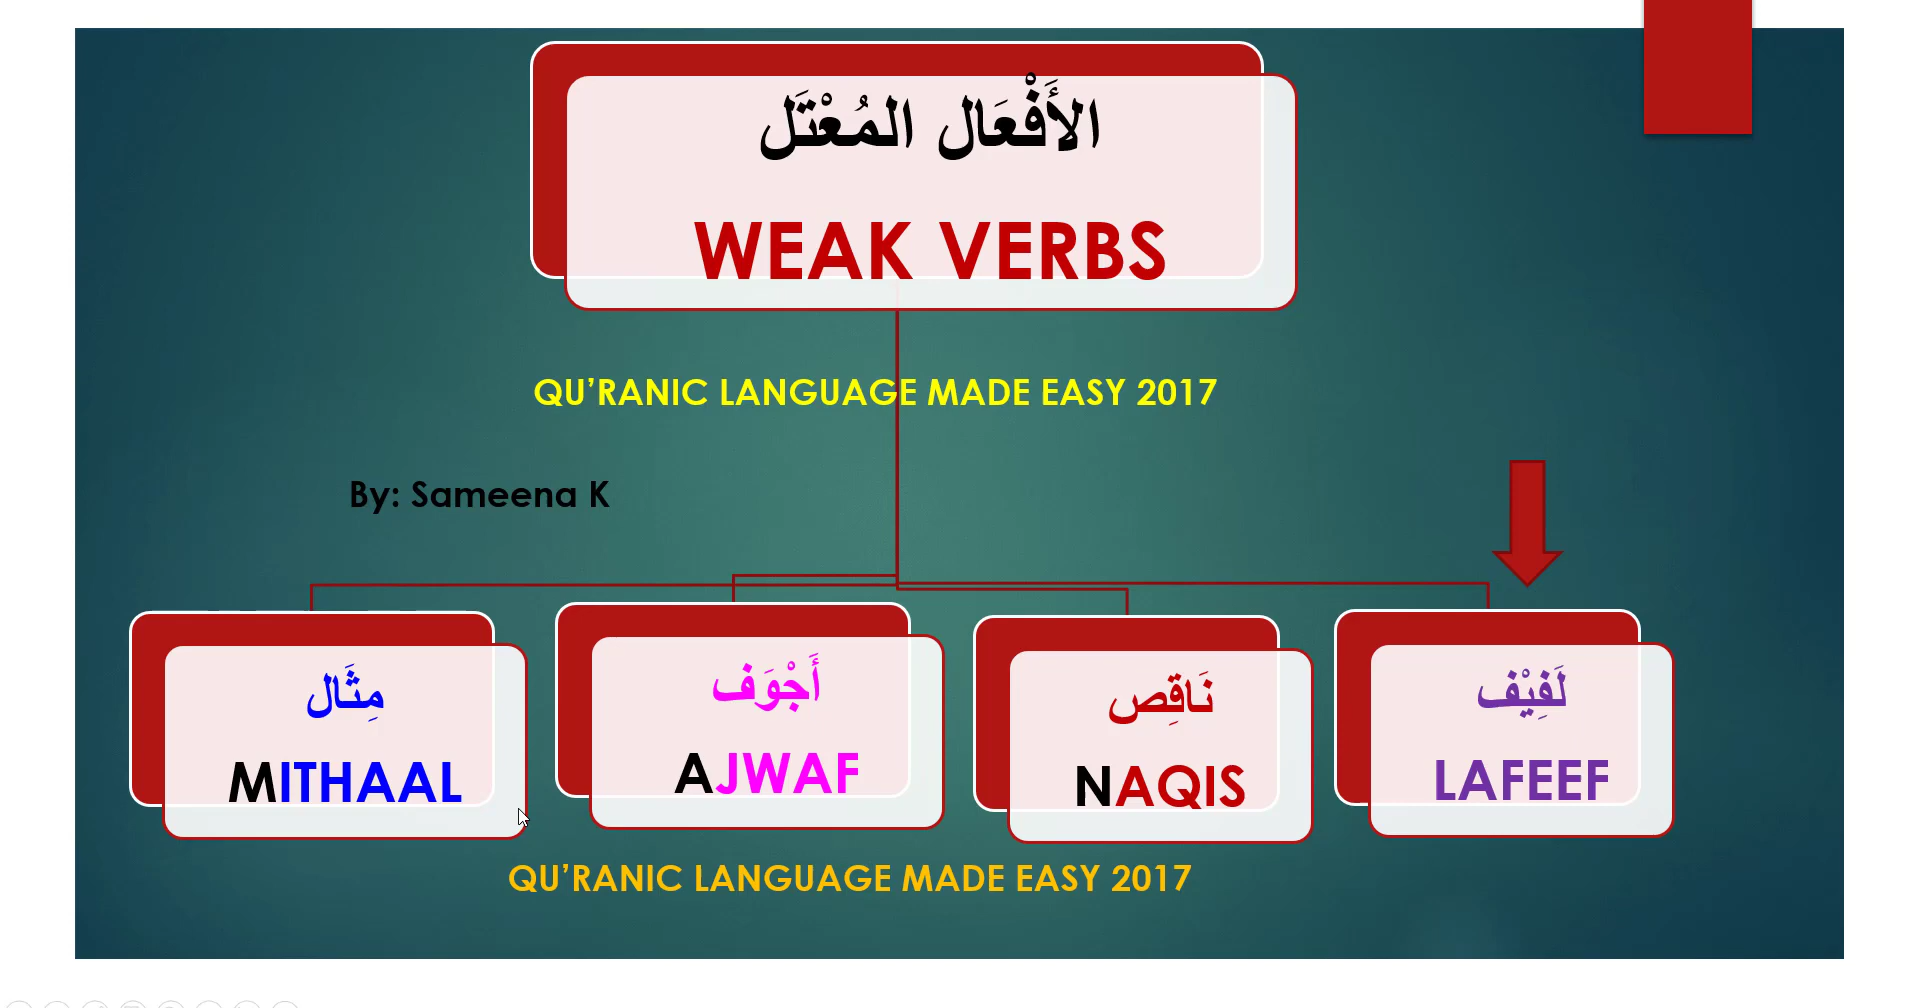 الأَفْعَال المُعْتَل
WEAK VERBS
QU’RANIC LANGUAGE MADE EASY 2017
By: Sameena K
مِثَال
MITHAAL
أَجْوَف
AJWAF
نَاقِص
NAQIS
لَفِيْف
LAFEEF
QU’RANIC LANGUAGE MADE EASY 2017